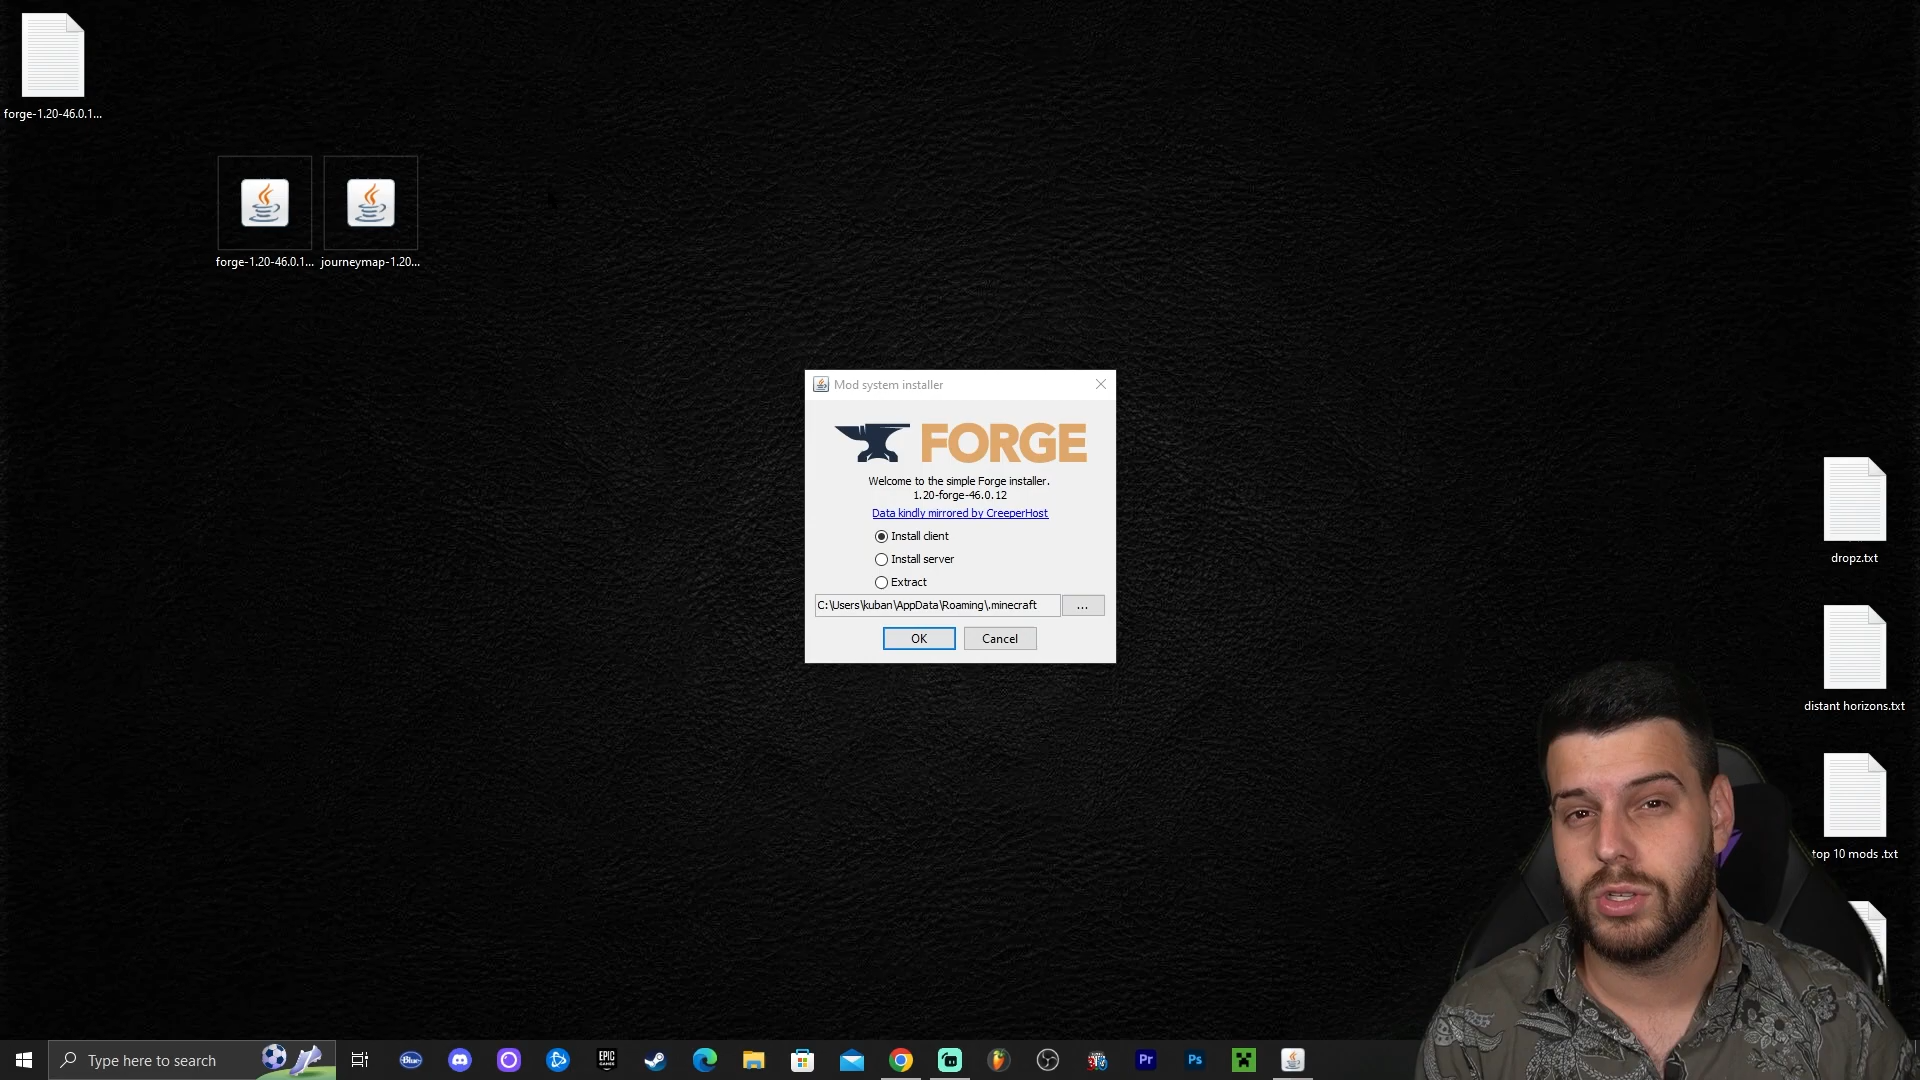 forge-1.20-46.0.1...
forge-1.20-46.0.1...
journeymap-1.20...
Mod system installer
FORGE
Welcome to the simple Forge installer.
1.20-forge-46.0.12
Data kindly mirrored by CreeperHost
Install client
Install server
Extract
C:\Users\kuban\AppData\Roaming\.minecraft
...
OK
Cancel
dropz.txt
distant horizons.txt
top 10 mods .txt
Type here to search
Blue
EPIC
GAMES
Pr
Ps